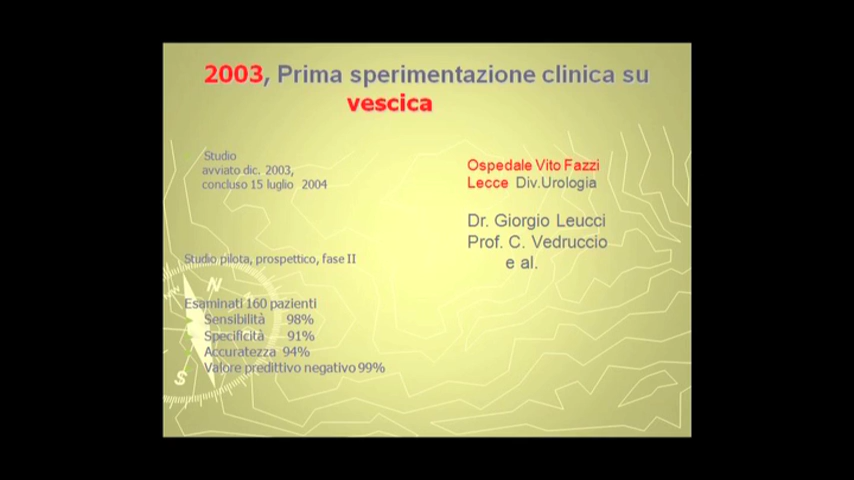 2003, Prima sperimentazione clinica su
vescica
Studio
avviato dic. 2003,
concluso 15 luglio 2004
Studio pilota, prospettico, fase II
Esaminati 160 pazienti
Sensibilità 98%
Specificità 91%
Accuratezza 94%
Valore predittivo negativo 99%
Ospedale Vito Fazzi
Lecce Div.Urologia
Dr. Giorgio Leucci
Prof. C. Vedruccio
e al.
N
S